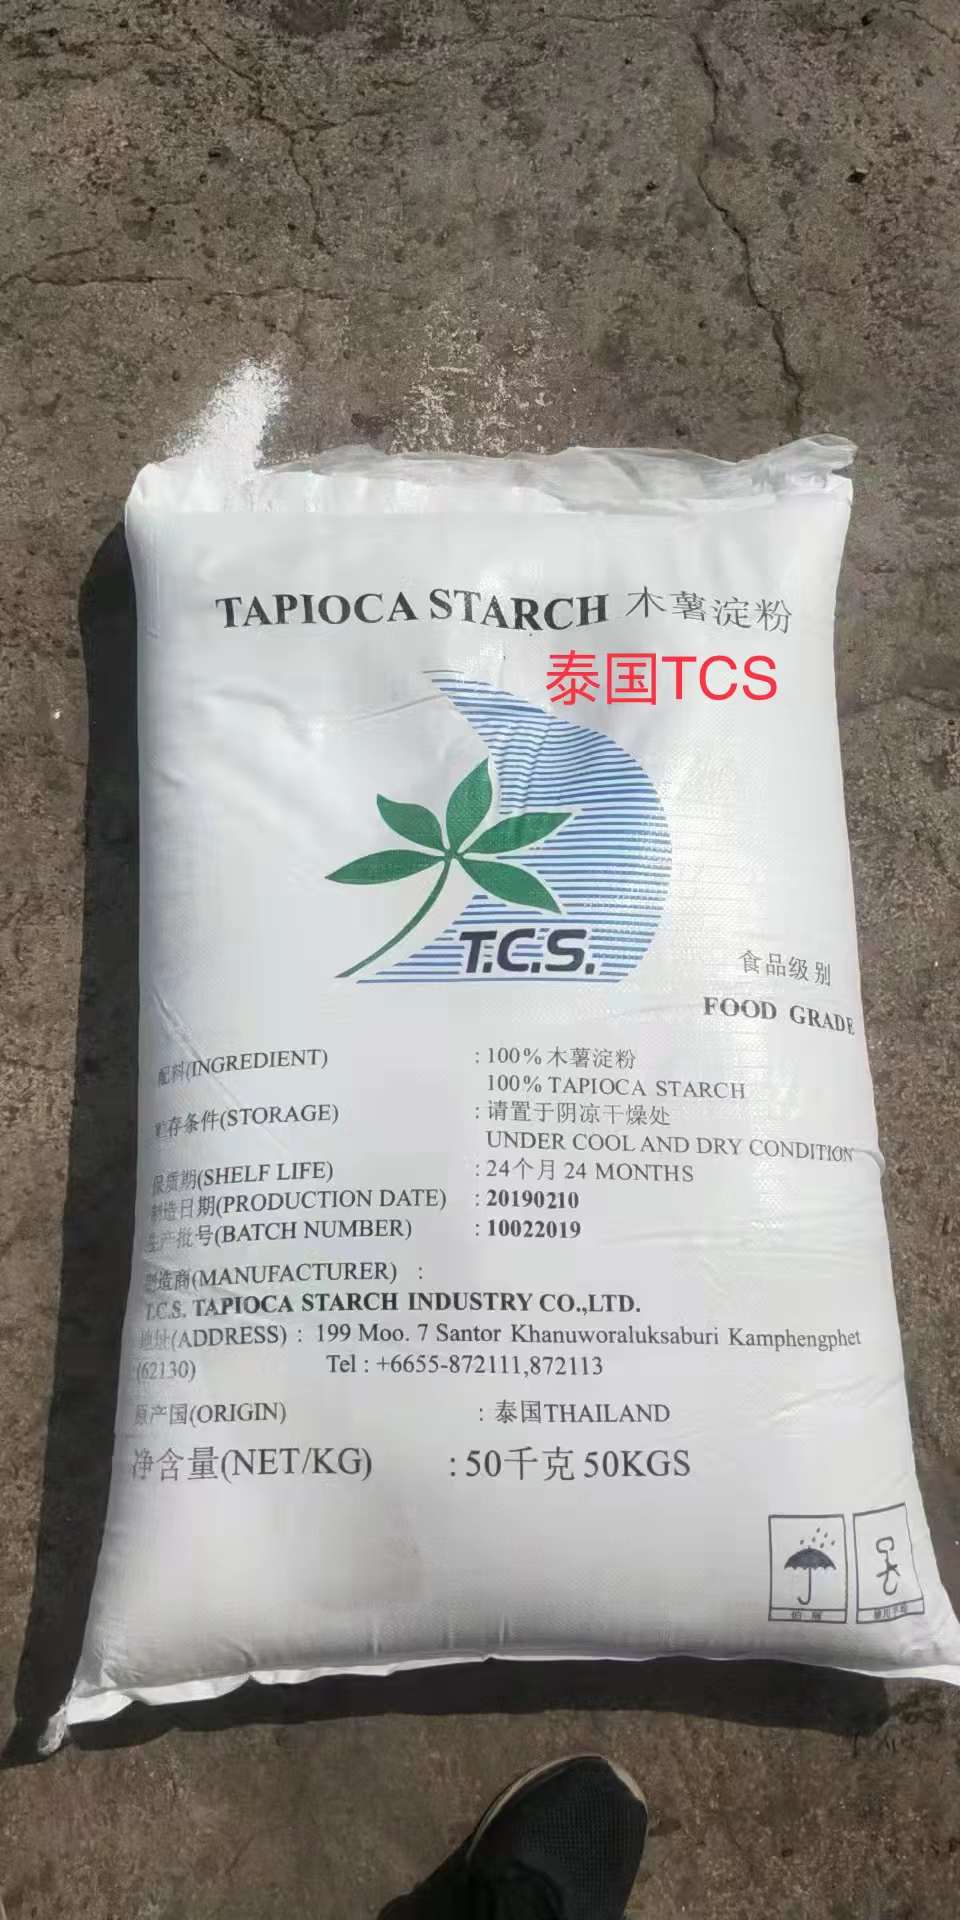 TAPIOCA STARCH 木薯淀粉
泰国TCS
T.C.S.
食品级别
FOOD GRADE
配料(INGREDIENT) : 100% 木薯淀粉
100% TAPIOCA STARCH
贮存条件(STORAGE) : 请置于阴凉干燥处
UNDER COOL AND DRY CONDITION
保质期(SHELF LIFE) : 24个月 24 MONTHS
制造日期(PRODUCTION DATE) : 20190210
生产批号(BATCH NUMBER) : 10022019
制造商(MANUFACTURER) :
T.C.S. TAPIOCA STARCH INDUSTRY CO.,LTD.
地址(ADDRESS) : 199 Moo. 7 Santor Khanuworaluksaburi Kamphengphet
(62130) Tel : +6655-872111,872113
原产国(ORIGIN) : 泰国THAILAND
净含量(NET/KG) : 50千克 50KGS